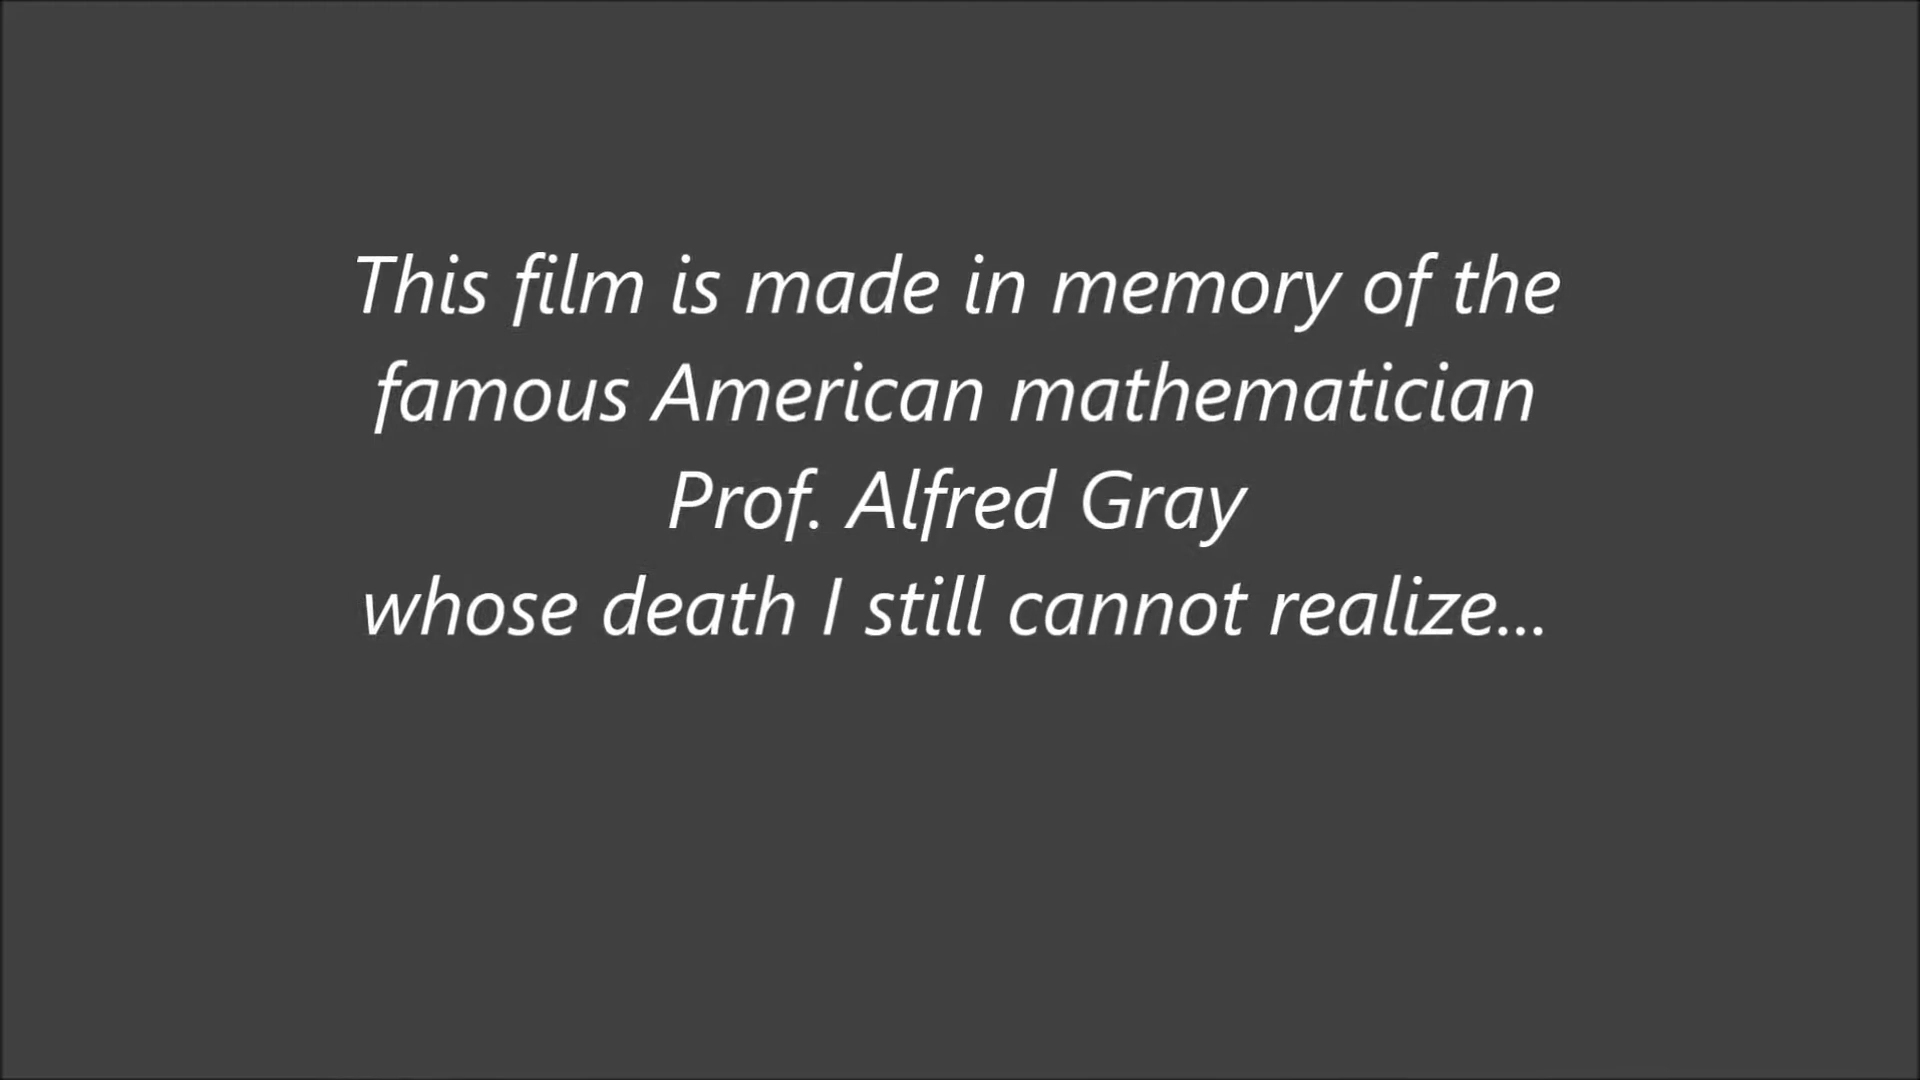 This film is made in memory of the
famous American mathematician
Prof. Alfred Gray
whose death I still cannot realize...